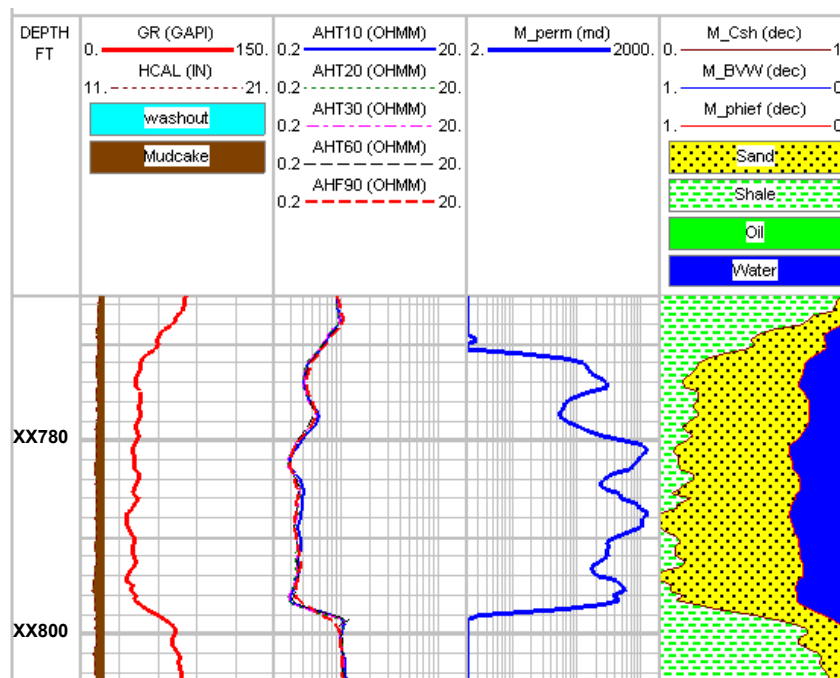 DEPTH
FT
GR (GAPI)
0. 150.
HCAL (IN)
11. 21.
washout
Mudcake
AHT10 (OHMM)
0.2 20.
AHT20 (OHMM)
0.2 20.
AHT30 (OHMM)
0.2 20.
AHT60 (OHMM)
0.2 20.
AHF90 (OHMM)
0.2 20.
M_perm (md)
2. 2000.
M_Csh (dec)
0. 1
M_BVW (dec)
1. 0
M_phief (dec)
1. 0
Sand
Shale
Oil
Water
XX780
XX800